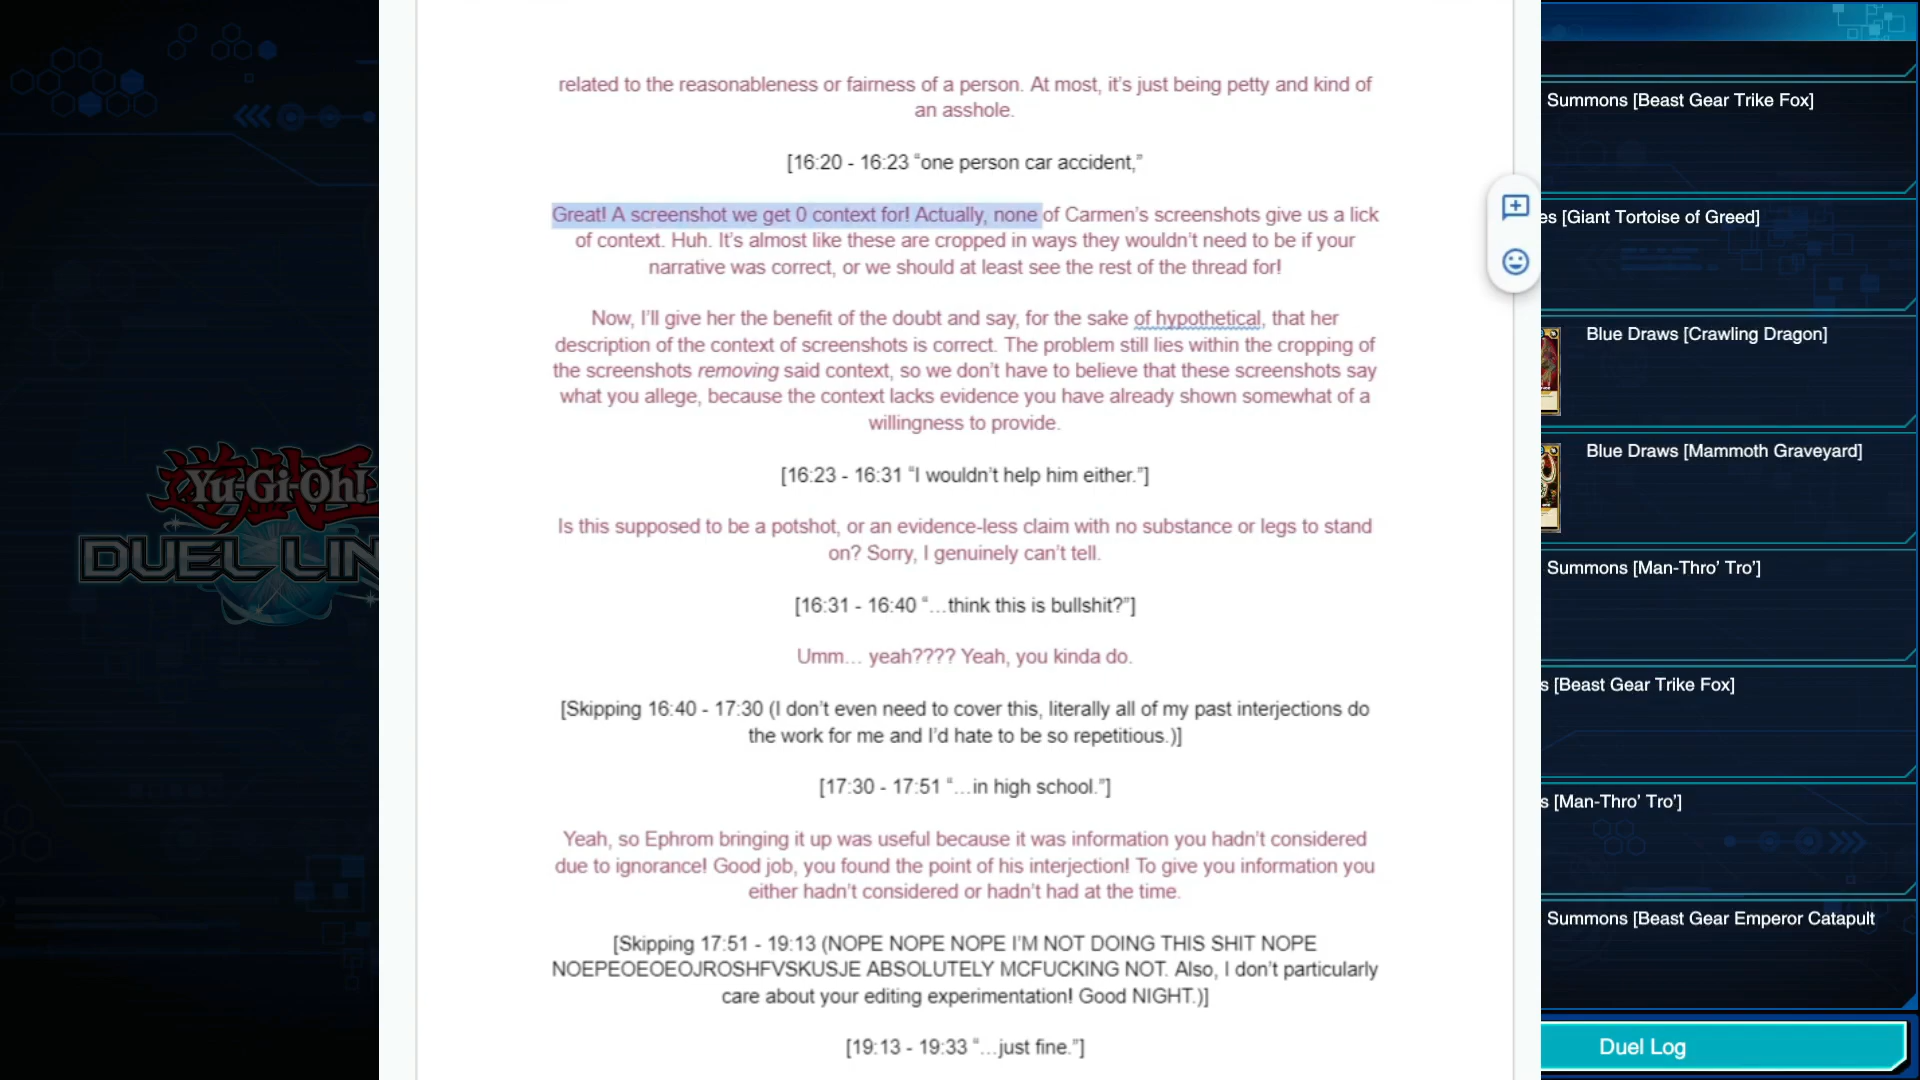 related to the reasonableness or fairness of a person. At most, it's just being petty and kind of
an asshole.
[16:20 - 16:23 “one person car accident,”
Great! A screenshot we get 0 context for! Actually, none of Carmen's screenshots give us a lick
of context. Huh. It's almost like these are cropped in ways they wouldn't need to be if your
narrative was correct, or we should at least see the rest of the thread for!
Now, I'll give her the benefit of the doubt and say, for the sake of hypothetical, that her
description of the context of screenshots is correct. The problem still lies within the cropping of
the screenshots removing said context, so we don't have to believe that these screenshots say
what you allege, because the context lacks evidence you have already shown somewhat of a
willingness to provide.
[16:23 - 16:31 “I wouldn't help him either.”]
Is this supposed to be a potshot, or an evidence-less claim with no substance or legs to stand
on? Sorry, I genuinely can't tell.
[16:31 - 16:40 “…think this is bullshit?”]
Umm… yeah???? Yeah, you kinda do.
[Skipping 16:40 - 17:30 (I don't even need to cover this, literally all of my past interjections do
the work for me and I'd hate to be so repetitious.)]
[17:30 - 17:51 “…in high school.”]
Yeah, so Ephrom bringing it up was useful because it was information you hadn't considered
due to ignorance! Good job, you found the point of his interjection! To give you information you
either hadn't considered or hadn't had at the time.
[Skipping 17:51 - 19:13 (NOPE NOPE NOPE I'M NOT DOING THIS SHIT NOPE
NOEPEOEOEOJROSHFVSKUSJE ABSOLUTELY MCFUCKING NOT. Also, I don't particularly
care about your editing experimentation! Good NIGHT.)]
[19:13 - 19:33 “…just fine.”]
遊戯王
Yu-Gi-Oh!
DUEL LIN
Summons [Beast Gear Trike Fox]
es [Giant Tortoise of Greed]
Blue Draws [Crawling Dragon]
Blue Draws [Mammoth Graveyard]
Summons [Man-Thro' Tro']
s [Beast Gear Trike Fox]
s [Man-Thro' Tro']
Summons [Beast Gear Emperor Catapult
Duel Log